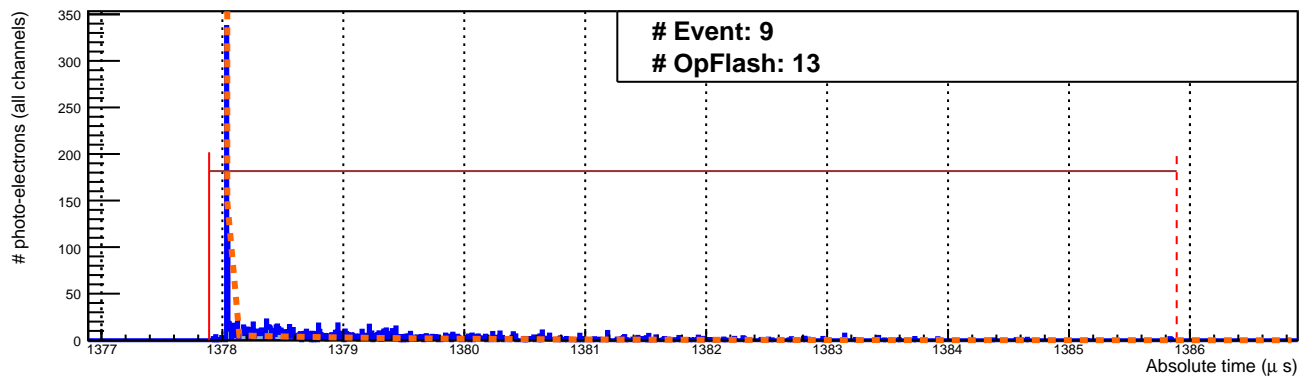 # Event: 9
# OpFlash: 13
# photo-electrons (all channels)
350
300
250
200
150
100
50
0
1377 1378 1379 1380 1381 1382 1383 1384 1385 1386
Absolute time (μ s)